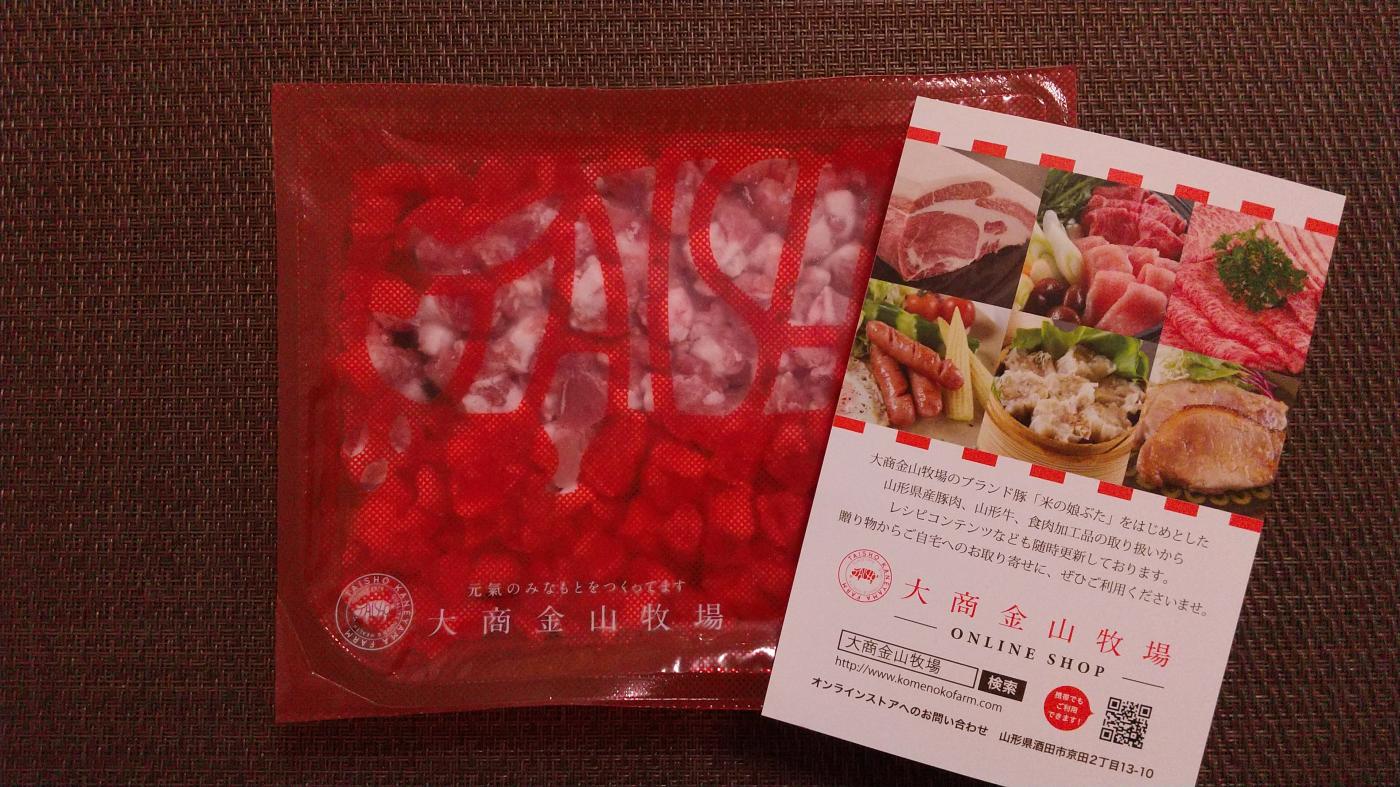 TAISH
元氣のみなもとをつくってます
大商金山牧場
TAISHO KANEYAMA FARM
大商金山牧場のブランド豚「米の娘ぶた」をはじめとした
山形県産豚肉、山形牛、食肉加工品の取り扱いから
レシピコンテンツなども随時更新しております。
贈り物からご自宅へのお取り寄せに、ぜひご利用くださいませ。
TAISHO KANEYAMA FARM
大商金山牧場
ONLINE SHOP
大商金山牧場 検索
http://www.komenokofarm.com
携帯でも
ご利用
できます!
オンラインストアへのお問い合わせ 山形県酒田市京田2丁目13-10